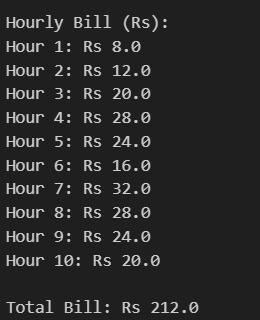 Hourly Bill (Rs):
Hour 1: Rs 8.0
Hour 2: Rs 12.0
Hour 3: Rs 20.0
Hour 4: Rs 28.0
Hour 5: Rs 24.0
Hour 6: Rs 16.0
Hour 7: Rs 32.0
Hour 8: Rs 28.0
Hour 9: Rs 24.0
Hour 10: Rs 20.0
Total Bill: Rs 212.0